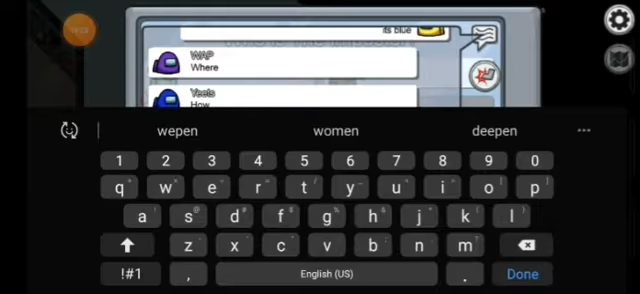 its blue
WAP
Where
Yeels
How
wepen women deepen
1 2 3 4 5 6 7 8 9 0
q w e r t y u i o p
a s d f g h j k l
z x c v b n m
!#1 , English (US) . Done